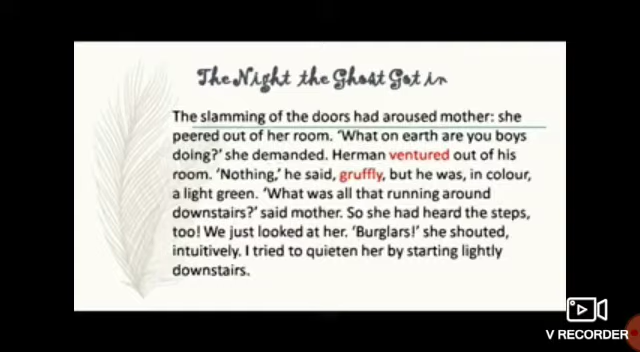 The Night the Ghost Got in
The slamming of the doors had aroused mother: she
peered out of her room. ‘What on earth are you boys
doing?’ she demanded. Herman ventured out of his
room. ‘Nothing,’ he said, gruffly, but he was, in colour,
a light green. ‘What was all that running around
downstairs?’ said mother. So she had heard the steps,
too! We just looked at her. ‘Burglars!’ she shouted,
intuitively. I tried to quieten her by starting lightly
downstairs.
V RECORDER